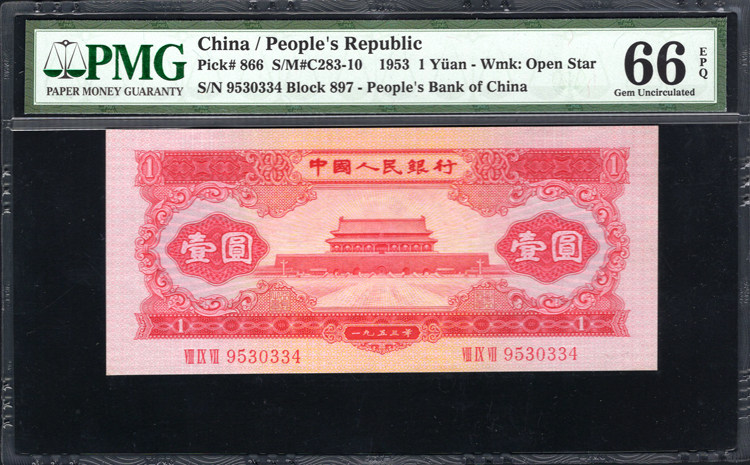 PMG
PAPER MONEY GUARANTY
China / People's Republic
Pick# 866 S/M#C283-10 1953 1 Yüan - Wmk: Open Star
S/N 9530334 Block 897 - People's Bank of China
66 EPQ
Gem Uncirculated
1 中國人民銀行 1
壹圓 壹圓
1 一九五三年 1
VIII IX VII 9530334 VIII IX VII 9530334